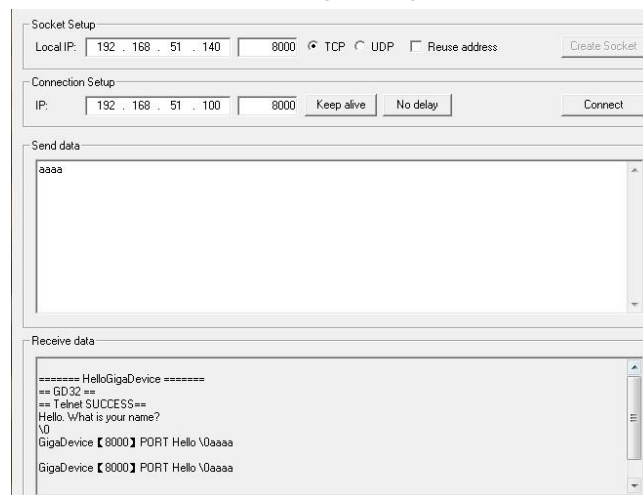 Socket Setup
Local IP: 192 . 168 . 51 . 140 8000 TCP UDP Reuse address Create Socket
Connection Setup
IP: 192 . 168 . 51 . 100 8000 Keep alive No delay Connect
Send data
aaaa
Receive data
======= HelloGigaDevice =======
== GD32 ==
== Telnet SUCCESS==
Hello. What is your name?
\0
GigaDevice【8000】PORT Hello \0aaaa
GigaDevice【8000】PORT Hello \0aaaa